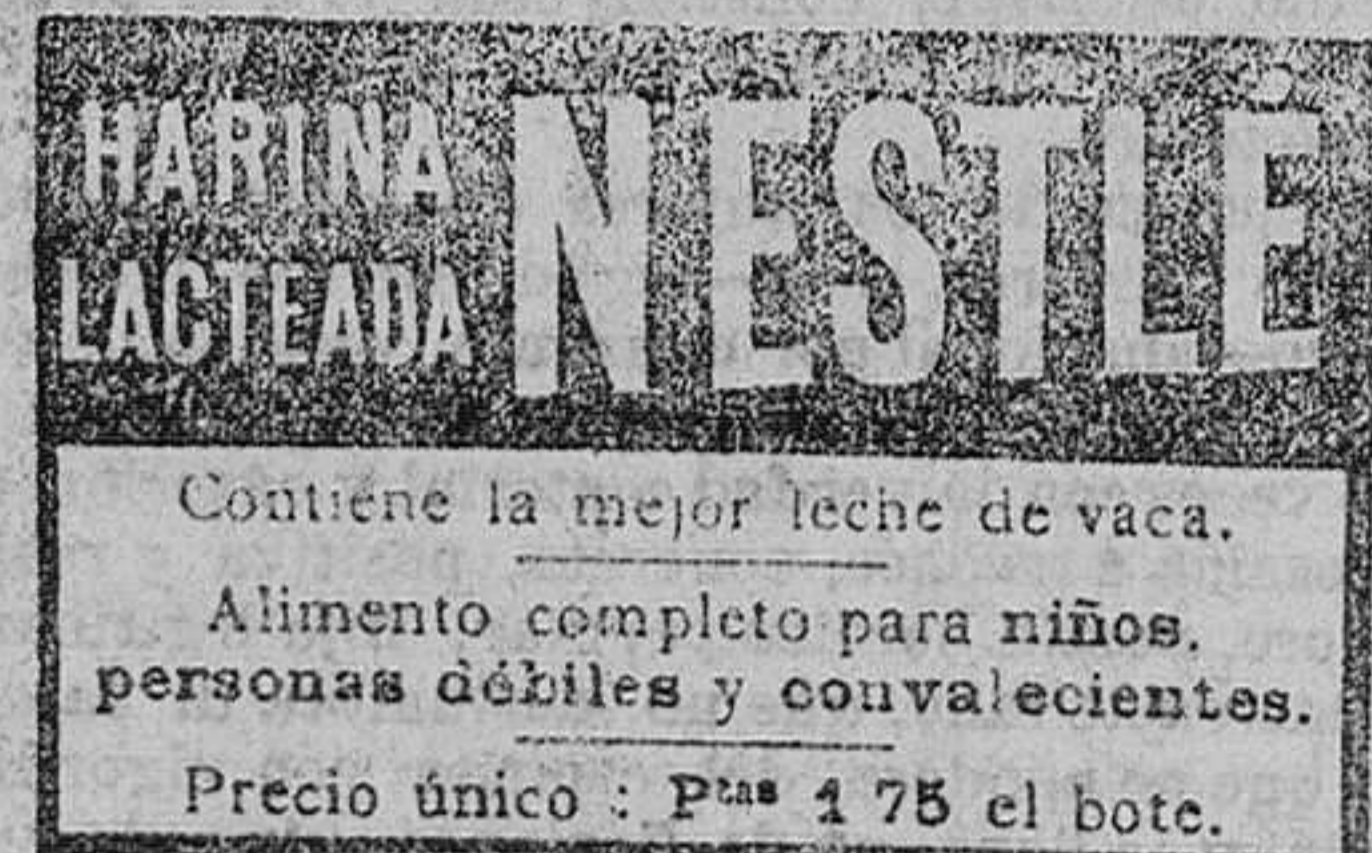 HARINA
LACTEADA
NESTLÉ
Contiene la mejor leche de vaca.
Alimento completo para niños,
personas débiles y convalecientes.
Precio único : Ptas 1 75 el bote.